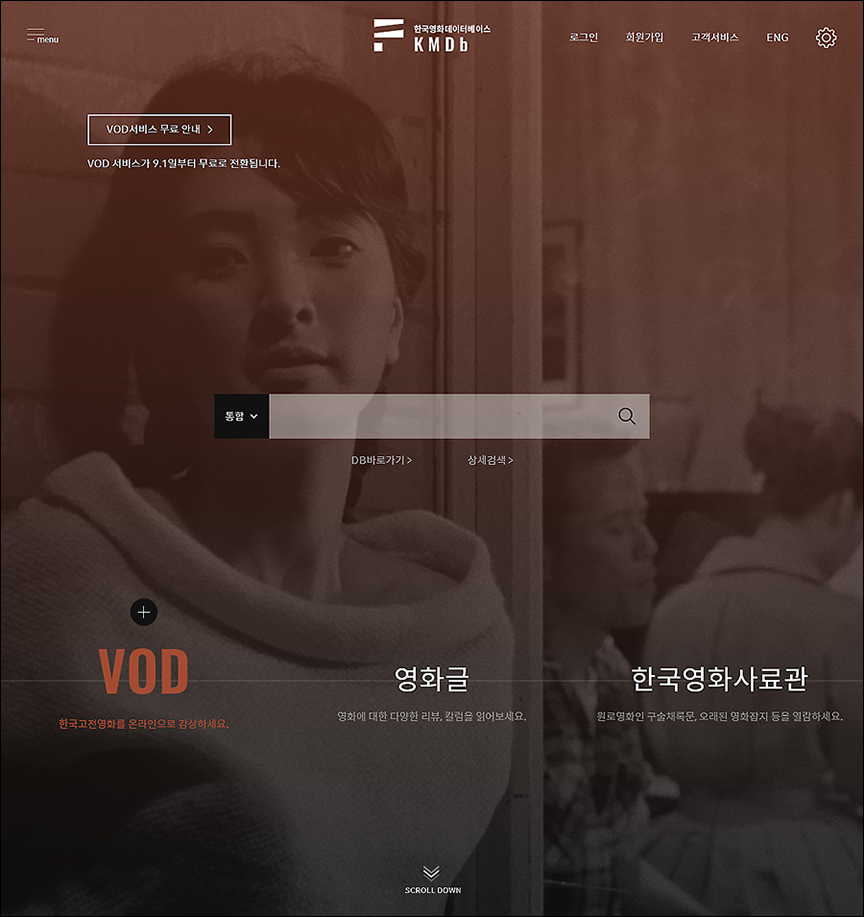 menu
한국영화데이터베이스
KMDb
로그인
회원가입
고객서비스
ENG
VOD서비스 무료 안내 >
VOD 서비스가 9.1일부터 무료로 전환됩니다.
통합
DB바로가기 >
상세검색 >
VOD
영화글
한국영화사료관
한국고전영화를 온라인으로 감상하세요.
영화에 대한 다양한 리뷰, 칼럼을 읽어보세요.
원로영화인 구술채록문, 오래된 영화잡지 등을 열람하세요.
SCROLL DOWN